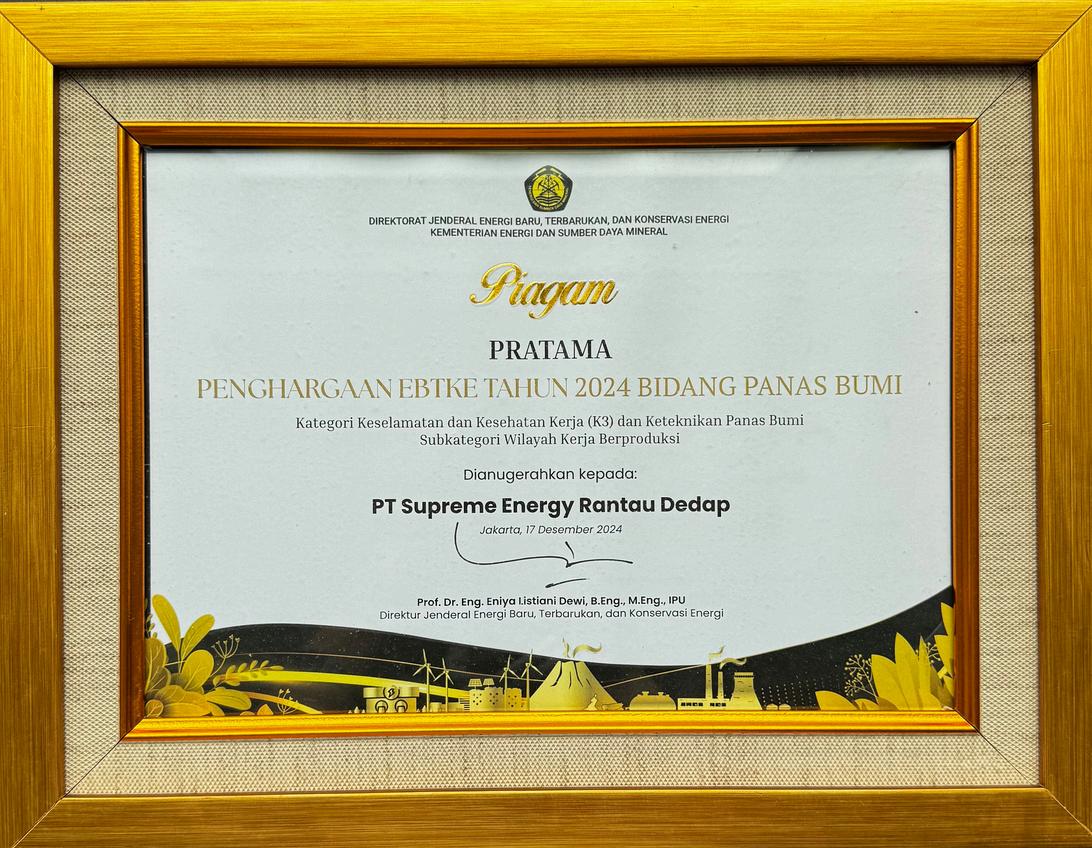 DIREKTORAT JENDERAL ENERGI BARU, TERBARUKAN, DAN KONSERVASI ENERGI
KEMENTERIAN ENERGI DAN SUMBER DAYA MINERAL
Piagam
PRATAMA
PENGHARGAAN EBTKE TAHUN 2024 BIDANG PANAS BUMI
Kategori Keselamatan dan Kesehatan Kerja (K3) dan Keteknikan Panas Bumi
Subkategori Wilayah Kerja Berproduksi
Dianugerahkan kepada:
PT Supreme Energy Rantau Dedap
Jakarta, 17 Desember 2024
Prof. Dr. Eng. Eniya Listiani Dewi, B.Eng., M.Eng., IPU
Direktur Jenderal Energi Baru, Terbarukan, dan Konservasi Energi